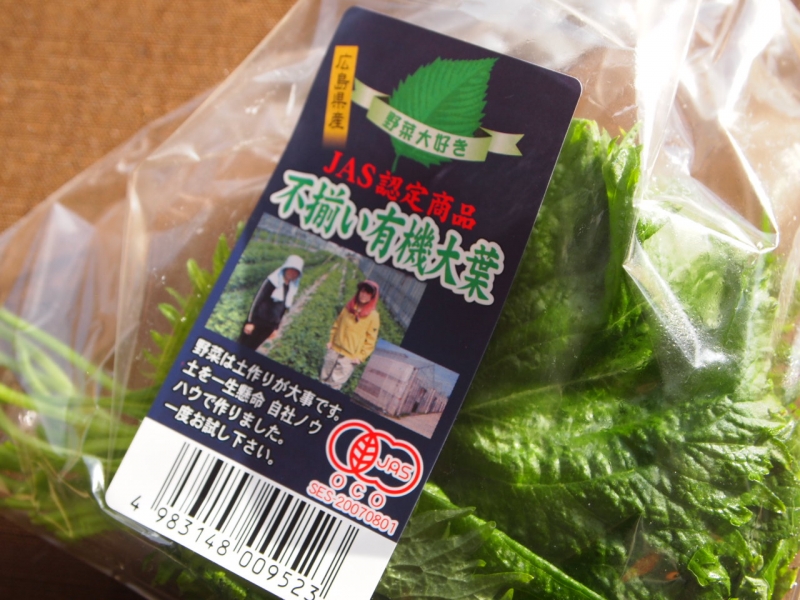 広島県産
野菜大好き
JAS認定商品
不揃い有機大葉
野菜は土作りが大事です
土を一生懸命 自社ノウ
ハウで作りました。
一度お試し下さい。
JAS
OCO
SES-20070801
4 983148 009523